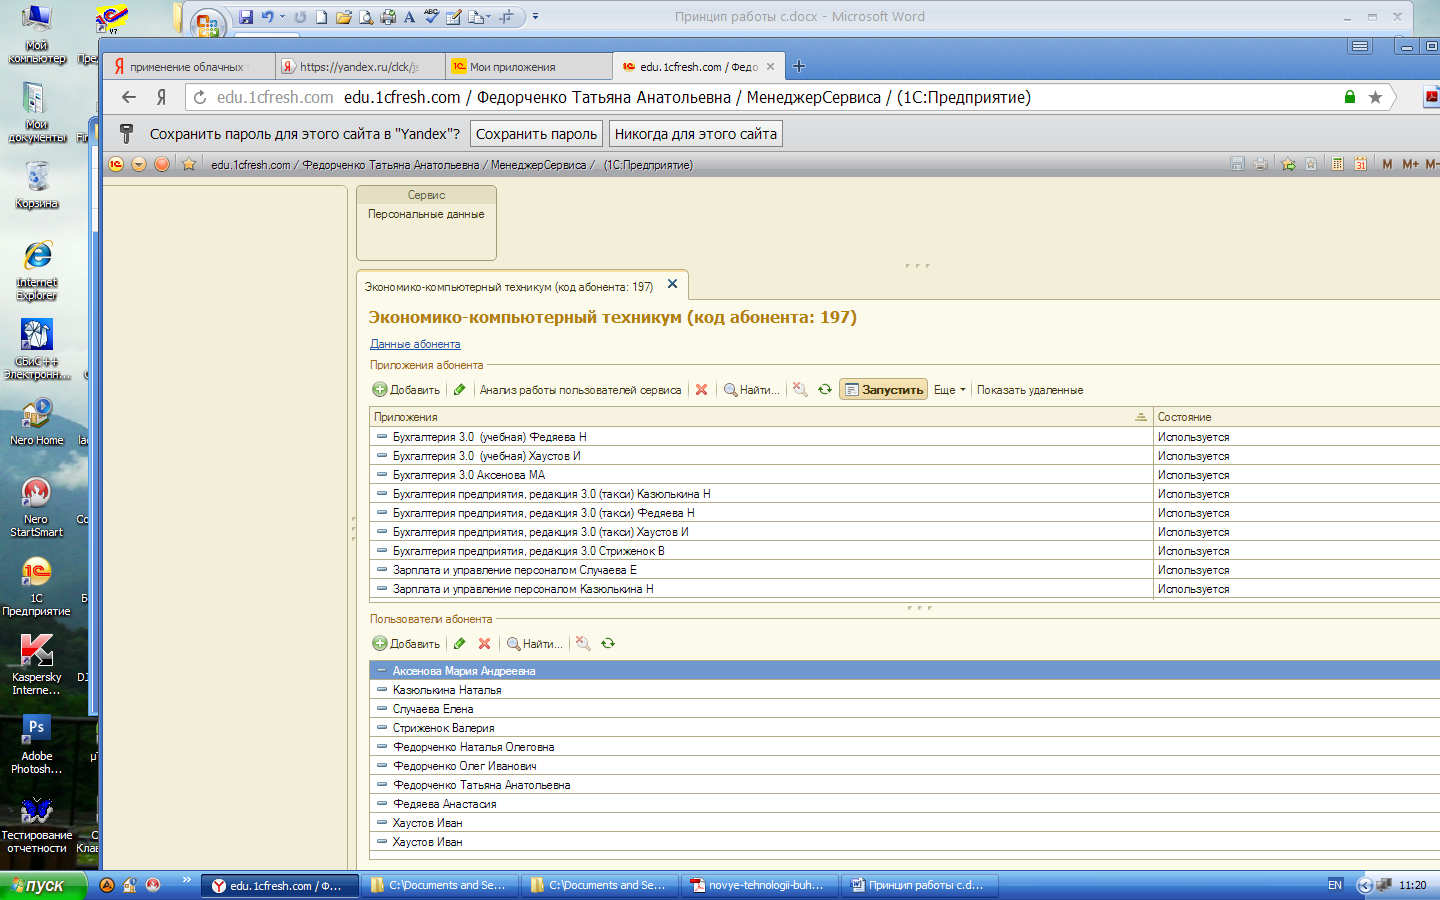 Принцип работы с.docx - Microsoft Word
Мой компьютер
V7
Мои документы
Корзина
Internet Explorer
СБиС++ Электронн...
Nero Home
Nero StartSmart
1С Предприятие
Kaspersky Interne...
Adobe Photosh...
Тестирование отчетности
применение облачных
https://yandex.ru/clck/js
Мои приложения
edu.1cfresh.com / Федо
edu.1cfresh.com edu.1cfresh.com / Федорченко Татьяна Анатольевна / МенеджерСервиса / (1С:Предприятие)
Сохранить пароль для этого сайта в "Yandex"? Сохранить пароль Никогда для этого сайта
edu.1cfresh.com / Федорченко Татьяна Анатольевна / МенеджерСервиса / (1С:Предприятие) M M+ M-
Сервис
Персональные данные
Экономико-компьютерный техникум (код абонента: 197)
Экономико-компьютерный техникум (код абонента: 197)
Данные абонента
Приложения абонента
Добавить Анализ работы пользователей сервиса Найти... Запустить Еще Показать удаленные
Приложения Состояние
Бухгалтерия 3.0 (учебная) Федяева Н Используется
Бухгалтерия 3.0 (учебная) Хаустов И Используется
Бухгалтерия 3.0 Аксенова МА Используется
Бухгалтерия предприятия, редакция 3.0 (такси) Казюлькина Н Используется
Бухгалтерия предприятия, редакция 3.0 (такси) Федяева Н Используется
Бухгалтерия предприятия, редакция 3.0 (такси) Хаустов И Используется
Бухгалтерия предприятия, редакция 3.0 Стриженок В Используется
Зарплата и управление персоналом Случаева Е Используется
Зарплата и управление персоналом Казюлькина Н Используется
Пользователи абонента
Добавить Найти...
Аксенова Мария Андреевна
Казюлькина Наталья
Случаева Елена
Стриженок Валерия
Федорченко Наталья Олеговна
Федорченко Олег Иванович
Федорченко Татьяна Анатольевна
Федяева Анастасия
Хаустов Иван
Хаустов Иван
пуск edu.1cfresh.com / Ф... C:\Documents and Se... C:\Documents and Se... novye-tehnologii-buh... Принцип работы с.d... EN 11:20